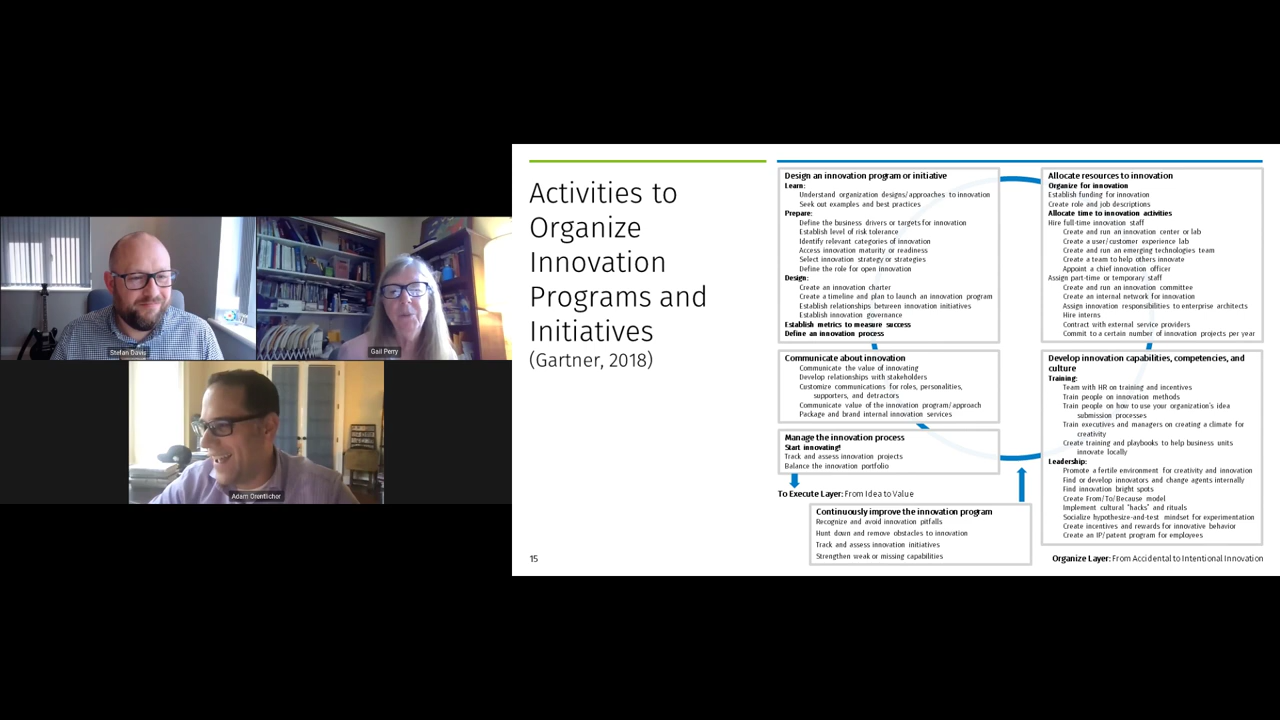 Stefan Davis
Gail Perry
Adam Orentlicher
Activities to
Organize
Innovation
Programs and
Initiatives
(Gartner, 2018)
15
Design an innovation program or initiative
Learn:
Understand organization designs/approaches to innovation
Seek out examples and best practices
Prepare:
Define the business drivers or targets for innovation
Establish level of risk tolerance
Identify relevant categories of innovation
Access innovation maturity or readiness
Select innovation strategy or strategies
Define the role for open innovation
Design:
Create an innovation charter
Create a timeline and plan to launch an innovation program
Establish relationships between innovation initiatives
Establish innovation governance
Establish metrics to measure success
Define an innovation process
Communicate about innovation
Communicate the value of innovating
Develop relationships with stakeholders
Customize communications for roles, personalities,
supporters, and detractors
Communicate value of the innovation program/approach
Package and brand internal innovation services
Manage the innovation process
Start innovating!
Track and assess innovation projects
Balance the innovation portfolio
To Execute Layer: From Idea to Value
Continuously improve the innovation program
Recognize and avoid innovation pitfalls
Hunt down and remove obstacles to innovation
Track and assess innovation initiatives
Strengthen weak or missing capabilities
Allocate resources to innovation
Organize for innovation
Establish funding for innovation
Create role and job descriptions
Allocate time to innovation activities
Hire full-time innovation staff
Create and run an innovation center or lab
Create a user/customer experience lab
Create and run an emerging technologies team
Create a team to help others innovate
Appoint a chief innovation officer
Assign part-time or temporary staff
Create and run an innovation committee
Create an internal network for innovation
Assign innovation responsibilities to enterprise architects
Hire interns
Contract with external service providers
Commit to a certain number of innovation projects per year
Develop innovation capabilities, competencies, and
culture
Training:
Team with HR on training and incentives
Train people on innovation methods
Train people on how to use your organization's idea
submission processes
Train executives and managers on creating a climate for
creativity
Create training and playbooks to help business units
innovate locally
Leadership:
Promote a fertile environment for creativity and innovation
Find or develop innovators and change agents internally
Find innovation bright spots
Create From/To/Because model
Implement cultural "hacks" and rituals
Socialize hypothesize-and-test mindset for experimentation
Create incentives and rewards for innovative behavior
Create an IP/patent program for employees
Organize Layer: From Accidental to Intentional Innovation